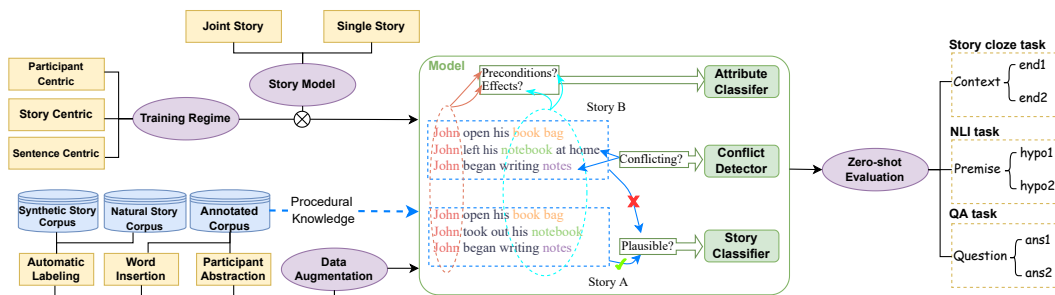 Joint Story
Single Story
Story Model
Participant
Centric
Story Centric
Sentence Centric
Training Regime
Synthetic Story
Corpus
Natural Story
Corpus
Annotated
Corpus
Procedural
Knowledge
Automatic
Labeling
Word
Insertion
Participant
Abstraction
Data
Augmentation
Model
Preconditions?
Effects?
Attribute
Classifer
Story B
John open his book bag
John left his notebook at home
John began writing notes
Conflicting?
Conflict
Detector
John open his book bag
John took out his notebook
John began writing notes
Plausible?
Story
Classifier
Story A
Zero-shot
Evaluation
Story cloze task
Context
end1
end2
NLI task
Premise
hypo1
hypo2
QA task
Question
ans1
ans2